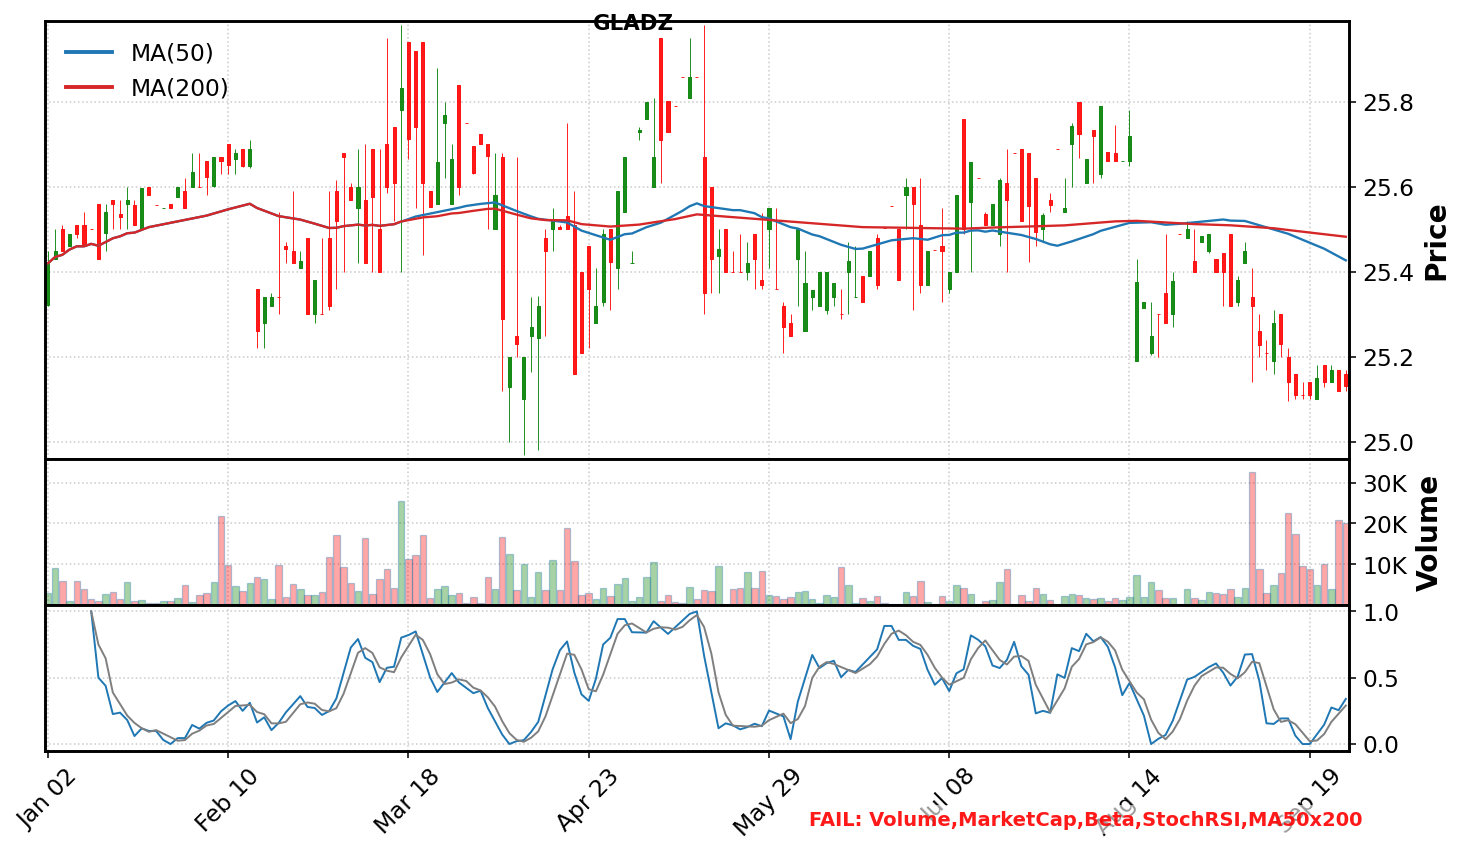 GLADZ
MA(50)
MA(200)
25.8
25.6
25.4
25.2
25.0
Price
30K
20K
10K
Volume
1.0
0.5
0.0
Jan 02
Feb 10
Mar 18
Apr 23
May 29
Jul 08
Aug 14
Sep 19
FAIL: Volume,MarketCap,Beta,StochRSI,MA50x200